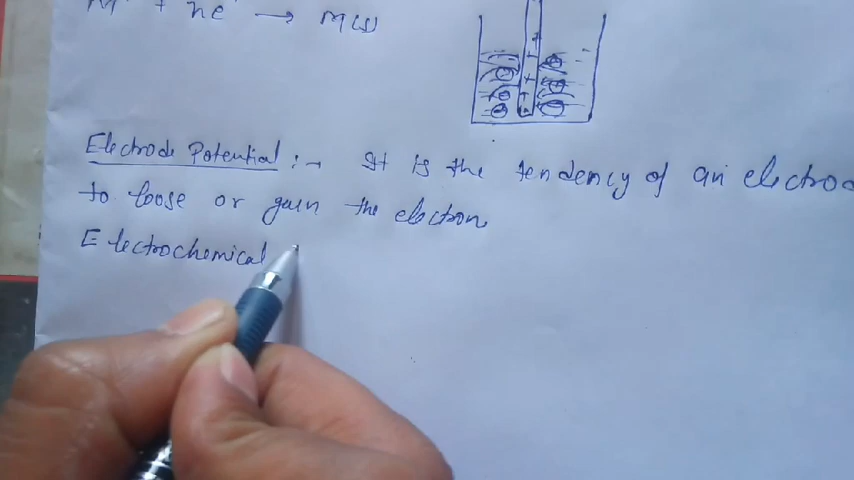 + ne → M(s)
Electrode Potential :→ It is the tendency of an electrod
to loose or gain the electron
Electrochemical